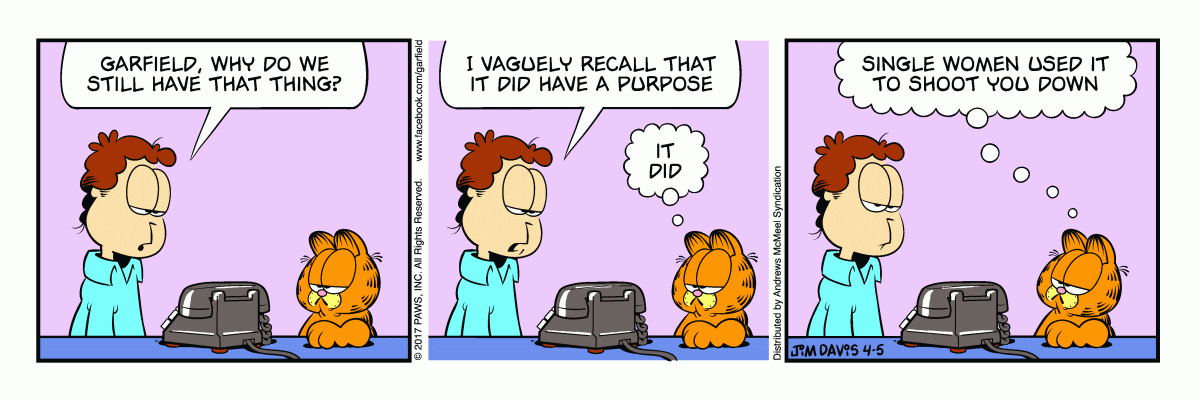 GARFIELD, WHY DO WE
STILL HAVE THAT THING?
© 2017 PAWS, INC. All Rights Reserved. www.facebook.com/garfield
I VAGUELY RECALL THAT
IT DID HAVE A PURPOSE
IT
DID
Distributed by Andrews McMeel Syndication
SINGLE WOMEN USED IT
TO SHOOT YOU DOWN
JIM DAVIS 4-5